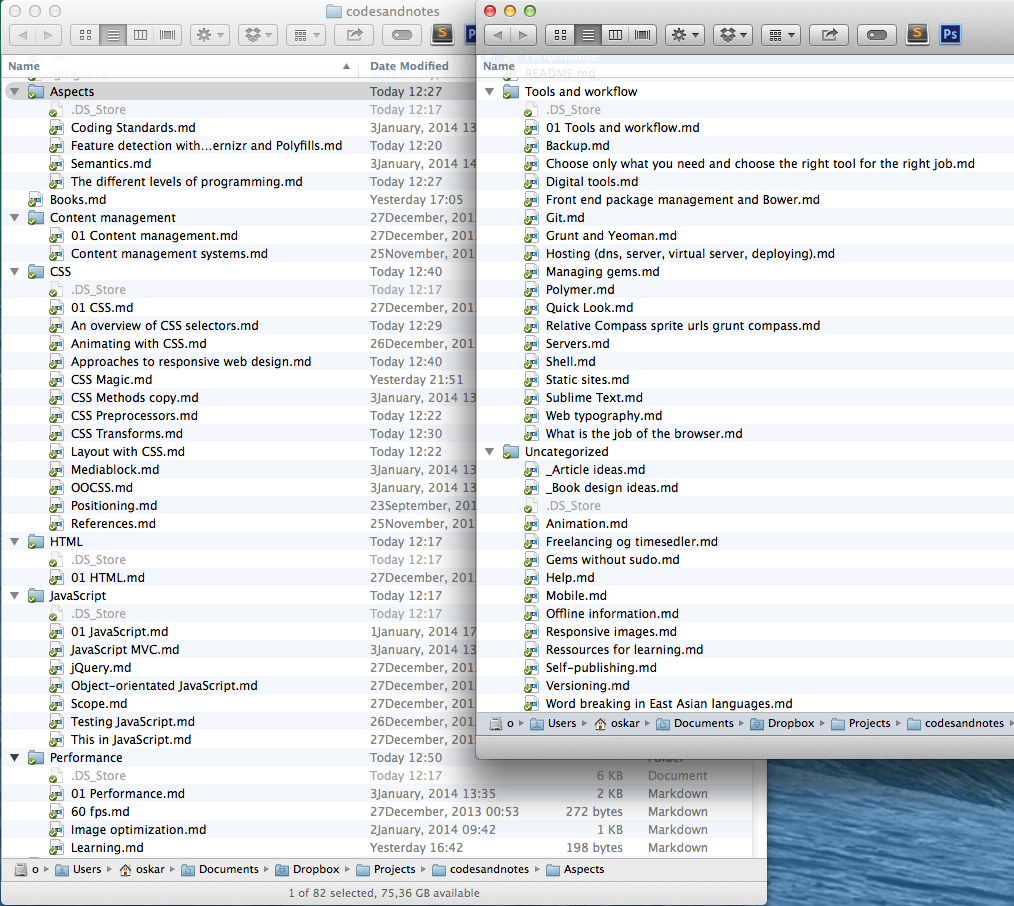 codesandnotes
Name
Date Modified
Aspects Today 12:27
.DS_Store Today 12:17
Coding Standards.md 3January, 2014 13
Feature detection with...ernizr and Polyfills.md Today 12:20
Semantics.md 3January, 2014 14
The different levels of programming.md Today 12:27
Books.md Yesterday 17:05
Content management 27December, 201
01 Content management.md 27December, 201
Content management systems.md 25November, 201
CSS Today 12:40
.DS_Store Today 12:17
01 CSS.md 27December, 201
An overview of CSS selectors.md Today 12:29
Animating with CSS.md 26December, 201
Approaches to responsive web design.md Today 12:40
CSS Magic.md Yesterday 21:51
CSS Methods copy.md 3January, 2014 13
CSS Preprocessors.md Today 12:22
CSS Transforms.md Today 12:30
Layout with CSS.md Today 12:22
Mediablock.md 3January, 2014 13
OOCSS.md 3January, 2014 13
Positioning.md 23September, 201
References.md 25November, 201
HTML Today 12:17
.DS_Store Today 12:17
01 HTML.md 27December, 201
JavaScript Today 12:17
.DS_Store Today 12:17
01 JavaScript.md 1January, 2014 17
JavaScript MVC.md 3January, 2014 13
jQuery.md 27December, 201
Object-orientated JavaScript.md 27December, 201
Scope.md 27December, 201
Testing JavaScript.md 26December, 201
This in JavaScript.md 27December, 201
Performance Today 12:50
.DS_Store Today 12:17 6 KB Document
01 Performance.md 3January, 2014 13:35 2 KB Markdown
60 fps.md 27December, 2013 00:53 272 bytes Markdown
Image optimization.md 2January, 2014 09:42 1 KB Markdown
Learning.md Yesterday 16:42 198 bytes Markdown
o Users oskar Documents Dropbox Projects codesandnotes Aspects
1 of 82 selected, 75,36 GB available
S Ps
Name
Performance
README.md
Tools and workflow
.DS_Store
01 Tools and workflow.md
Backup.md
Choose only what you need and choose the right tool for the right job.md
Digital tools.md
Front end package management and Bower.md
Git.md
Grunt and Yeoman.md
Hosting (dns, server, virtual server, deploying).md
Managing gems.md
Polymer.md
Quick Look.md
Relative Compass sprite urls grunt compass.md
Servers.md
Shell.md
Static sites.md
Sublime Text.md
Web typography.md
What is the job of the browser.md
Uncategorized
_Article ideas.md
_Book design ideas.md
.DS_Store
Animation.md
Freelancing og timesedler.md
Gems without sudo.md
Help.md
Mobile.md
Offline information.md
Responsive images.md
Ressources for learning.md
Self-publishing.md
Versioning.md
Word breaking in East Asian languages.md
o Users oskar Documents Dropbox Projects codesandnotes